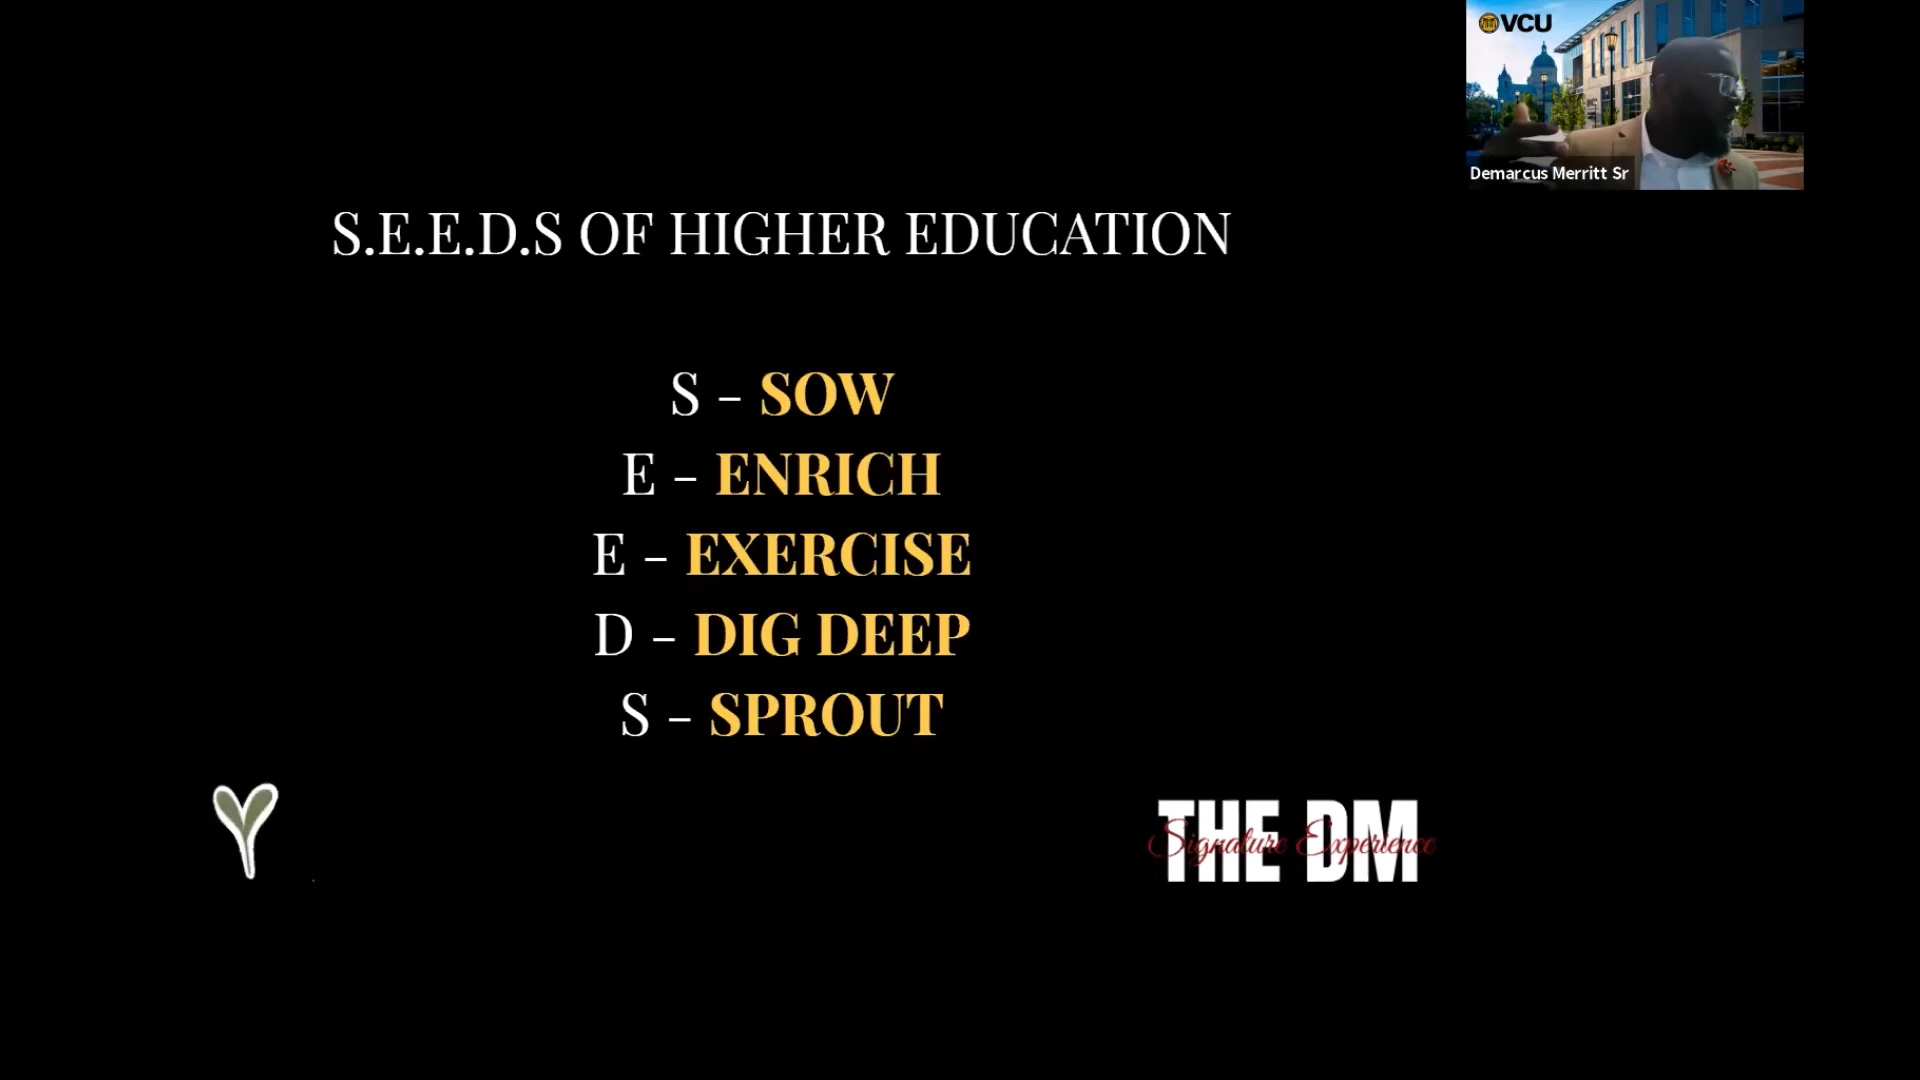 VCU
Demarcus Merritt Sr
S.E.E.D.S OF HIGHER EDUCATION
S – SOW
E – ENRICH
E – EXERCISE
D – DIG DEEP
S – SPROUT
THE DM
Signature Experience